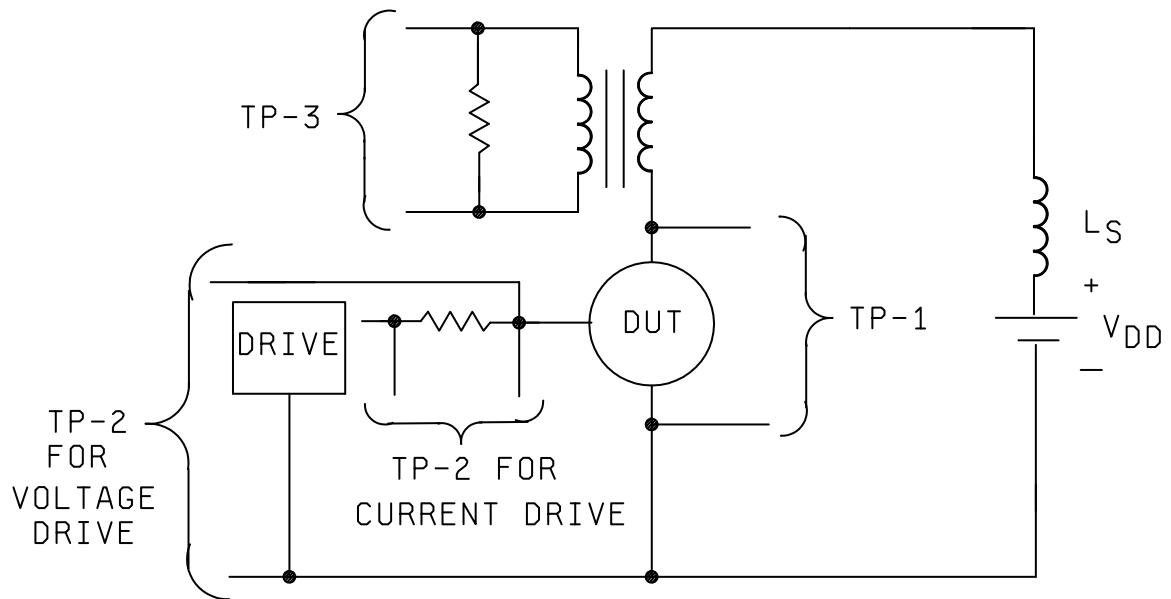 TP-3
L_S
+
V_DD
−
DUT
TP-1
DRIVE
TP-2
FOR
VOLTAGE
DRIVE
TP-2 FOR
CURRENT DRIVE